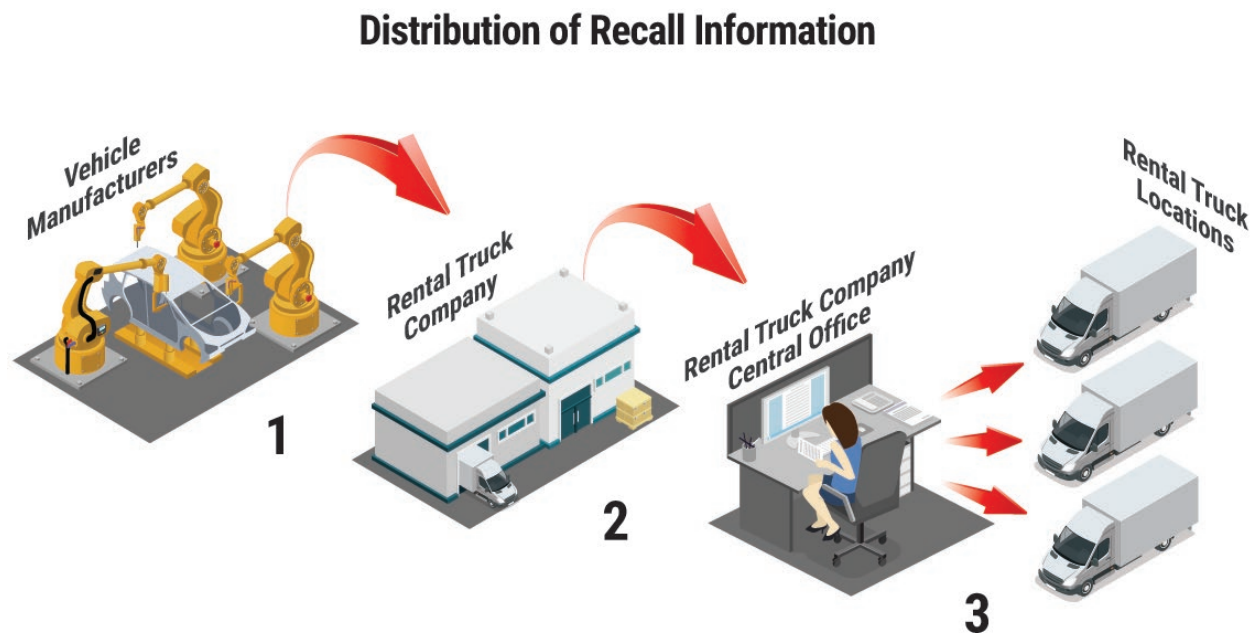 Distribution of Recall Information
Vehicle
Manufacturers
1
Rental Truck
Company
2
Rental Truck Company
Central Office
3
Rental Truck
Locations